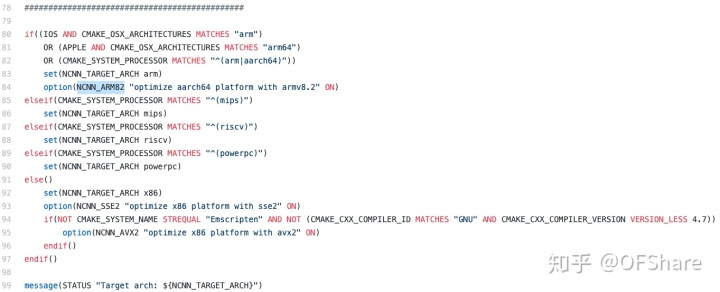 78 ##############################################
79
80 if((IOS AND CMAKE_OSX_ARCHITECTURES MATCHES "arm")
81     OR (APPLE AND CMAKE_OSX_ARCHITECTURES MATCHES "arm64")
82     OR (CMAKE_SYSTEM_PROCESSOR MATCHES "^(arm|aarch64)"))
83     set(NCNN_TARGET_ARCH arm)
84     option(NCNN_ARM82 "optimize aarch64 platform with armv8.2" ON)
85 elseif(CMAKE_SYSTEM_PROCESSOR MATCHES "^(mips)")
86     set(NCNN_TARGET_ARCH mips)
87 elseif(CMAKE_SYSTEM_PROCESSOR MATCHES "^(riscv)")
88     set(NCNN_TARGET_ARCH riscv)
89 elseif(CMAKE_SYSTEM_PROCESSOR MATCHES "^(powerpc)")
90     set(NCNN_TARGET_ARCH powerpc)
91 else()
92     set(NCNN_TARGET_ARCH x86)
93     option(NCNN_SSE2 "optimize x86 platform with sse2" ON)
94     if(NOT CMAKE_SYSTEM_NAME STREQUAL "Emscripten" AND NOT (CMAKE_CXX_COMPILER_ID MATCHES "GNU" AND CMAKE_CXX_COMPILER_VERSION VERSION_LESS 4.7))
95         option(NCNN_AVX2 "optimize x86 platform with avx2" ON)
96     endif()
97 endif()
98
99 message(STATUS "Target arch: ${NCNN_TARGET_ARCH}")
知乎 @OFShare